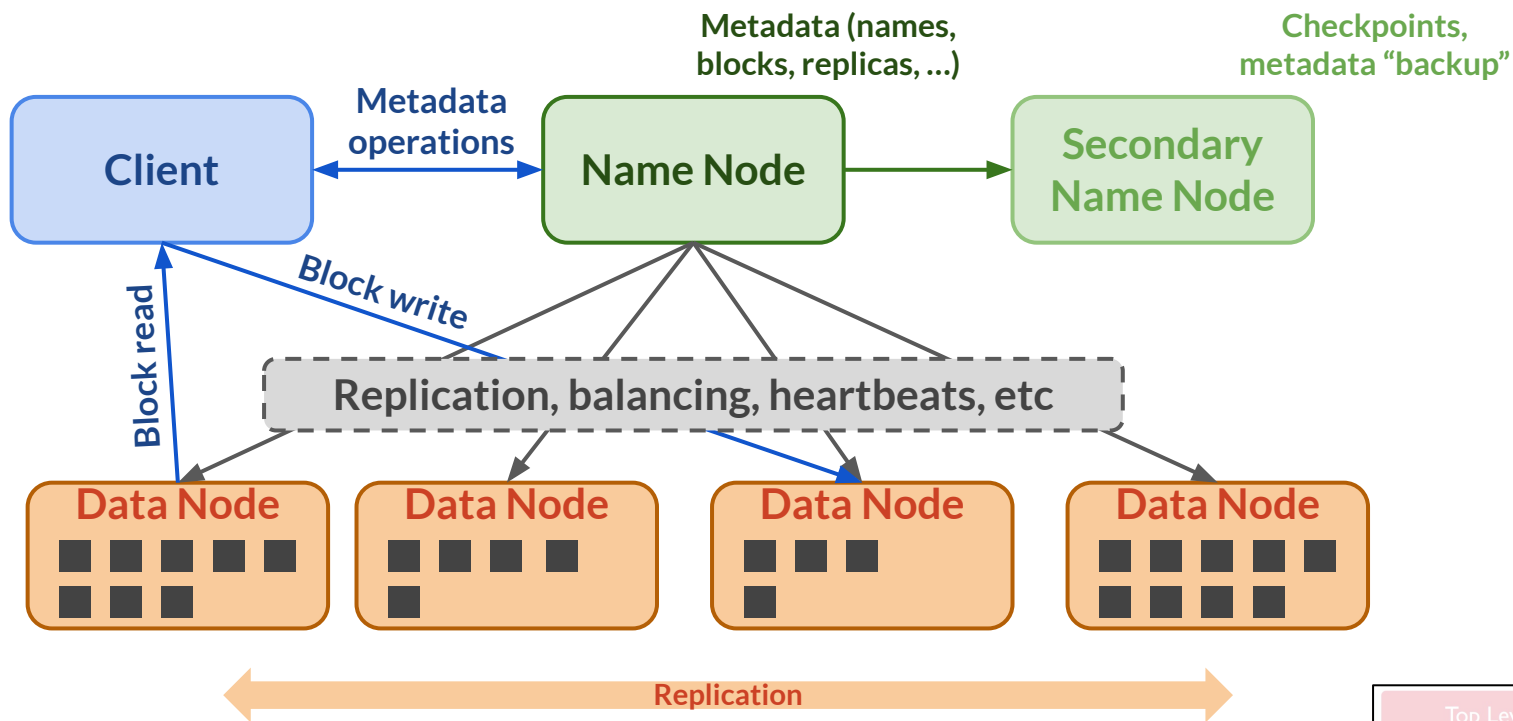 Metadata (names,
blocks, replicas, ...)
Checkpoints,
metadata “backup”
Client
Metadata
operations
Name Node
Secondary
Name Node
Block read
Block write
Replication, balancing, heartbeats, etc
Data Node
Data Node
Data Node
Data Node
Replication
Top